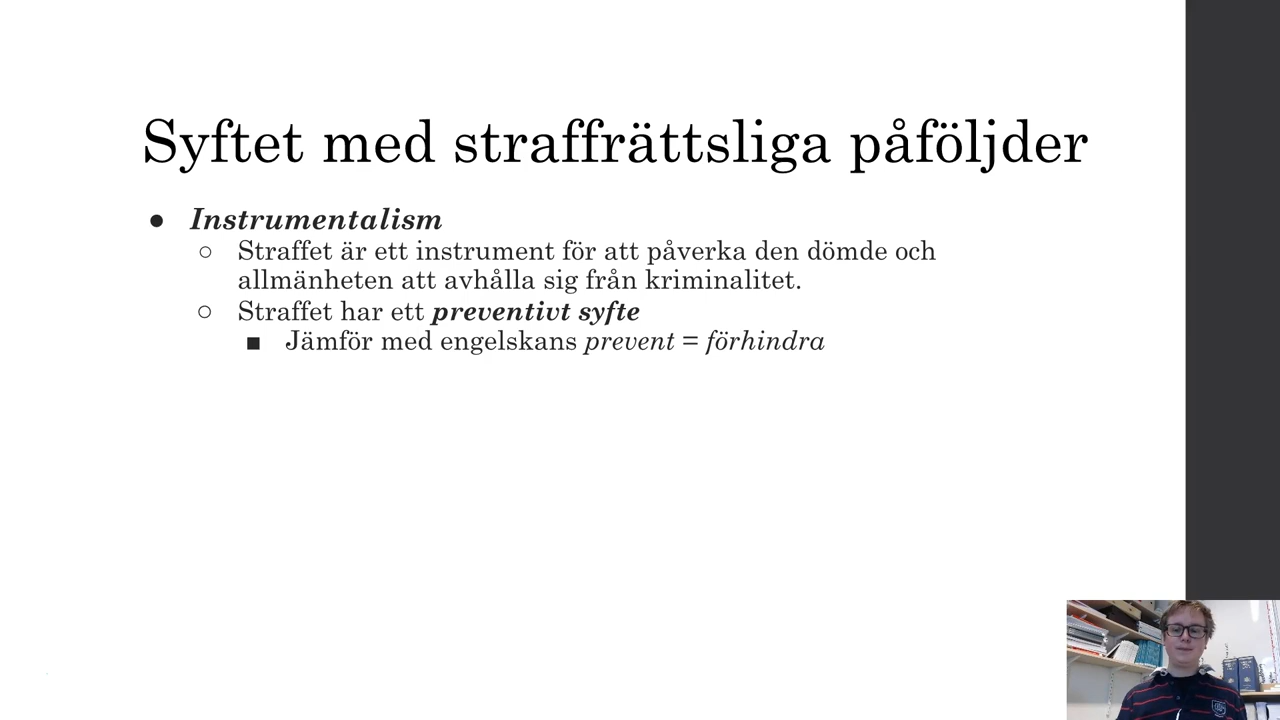 Syftet med straffrättsliga påföljder
● Instrumentalism
○ Straffet är ett instrument för att påverka den dömde och
allmänheten att avhålla sig från kriminalitet.
○ Straffet har ett preventivt syfte
■ Jämför med engelskans prevent = förhindra